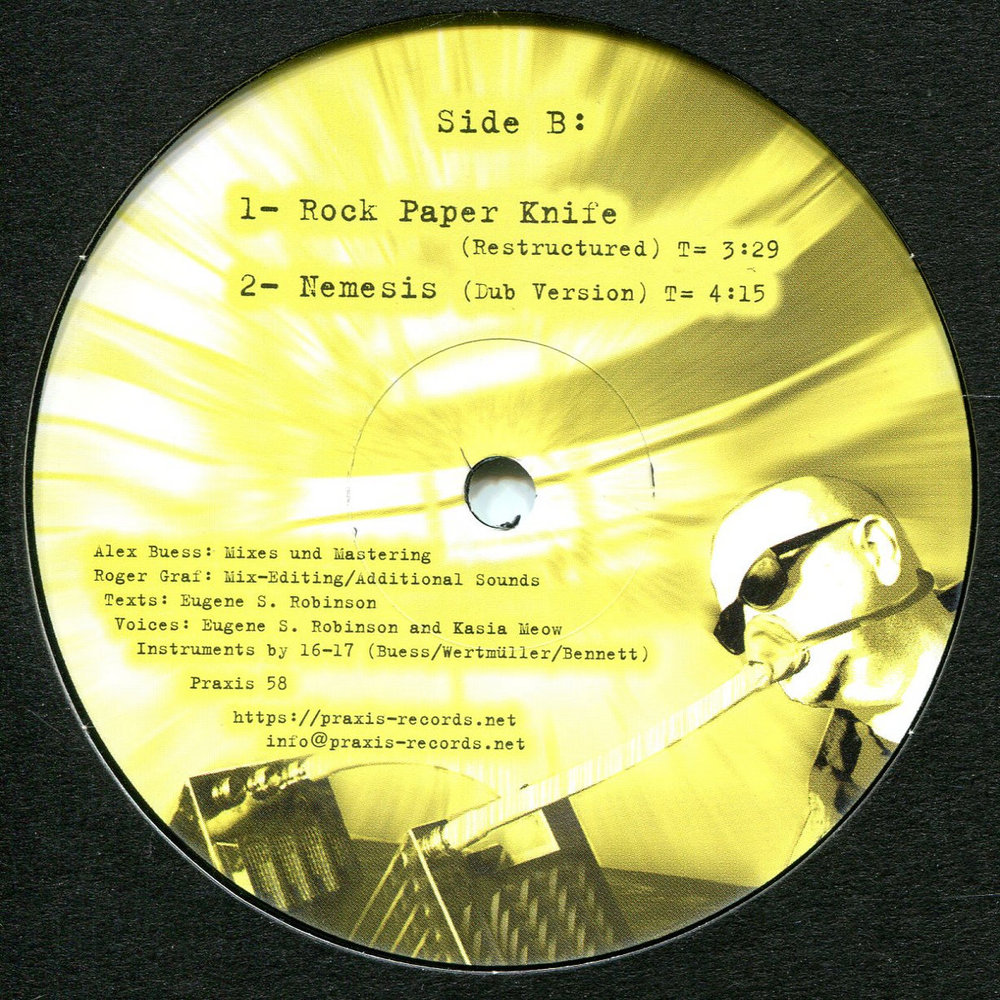 Side B:
1- Rock Paper Knife
(Restructured) T= 3:29
2- Nemesis (Dub Version) T= 4:15
Alex Buess: Mixes und Mastering
Roger Graf: Mix-Editing/Additional Sounds
Texts: Eugene S. Robinson
Voices: Eugene S. Robinson and Kasia Meow
Instruments by 16-17 (Buess/Wertmüller/Bennett)
Praxis 58
https://praxis-records.net
info@praxis-records.net